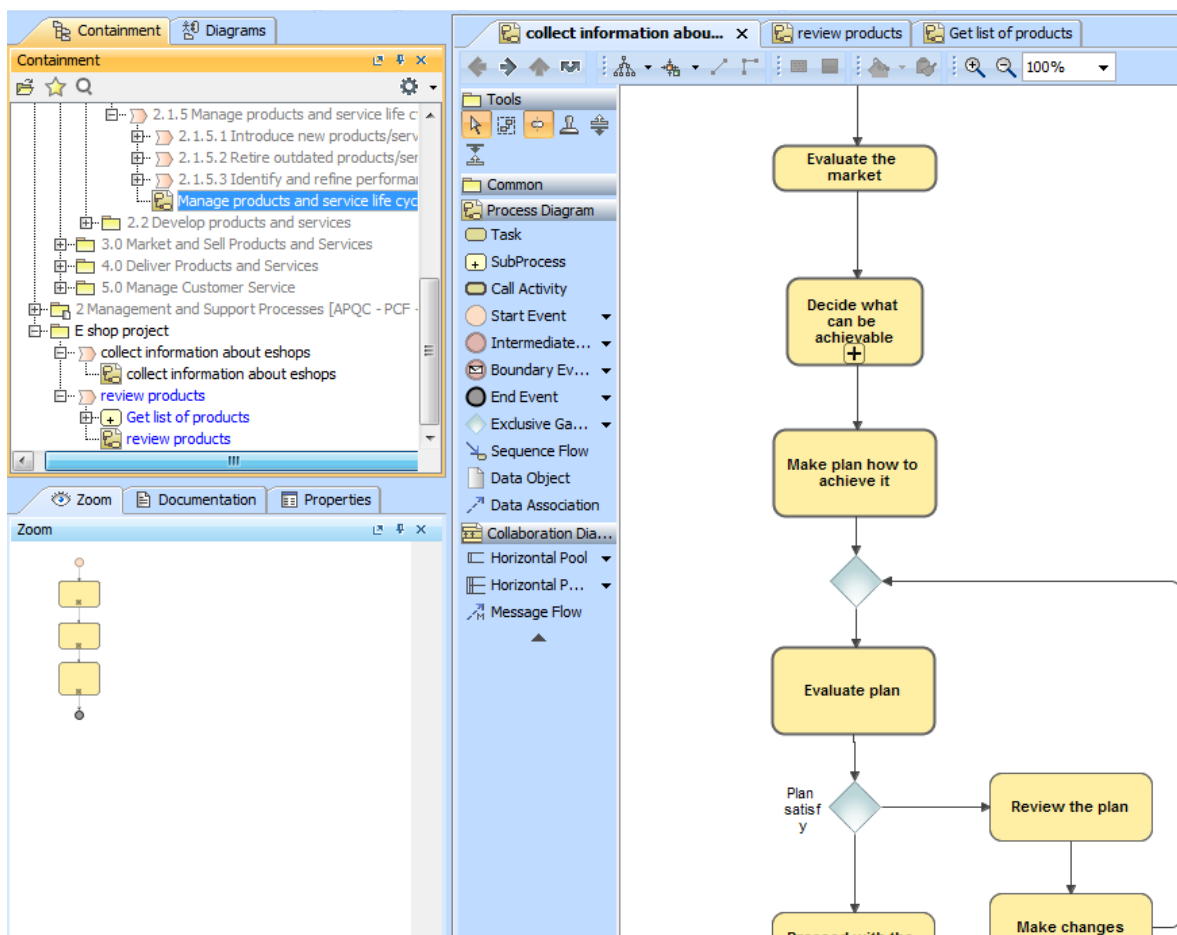 Containment
Diagrams
Containment
2.1.5 Manage products and service life c
2.1.5.1 Introduce new products/serv
2.1.5.2 Retire outdated products/ser
2.1.5.3 Identify and refine performa
Manage products and service life cyc
2.2 Develop products and services
3.0 Market and Sell Products and Services
4.0 Deliver Products and Services
5.0 Manage Customer Service
2 Management and Support Processes [APQC - PCF -
E shop project
collect information about eshops
collect information about eshops
review products
Get list of products
review products
Zoom
Documentation
Properties
Zoom
collect information abou...
review products
Get list of products
100%
Tools
Common
Process Diagram
Task
SubProcess
Call Activity
Start Event
Intermediate...
Boundary Ev...
End Event
Exclusive Ga...
Sequence Flow
Data Object
Data Association
Collaboration Dia...
Horizontal Pool
Horizontal P...
Message Flow
Evaluate the
market
Decide what
can be
achievable
Make plan how to
achieve it
Evaluate plan
Plan
satisf
y
Review the plan
Make changes
Proceed with the